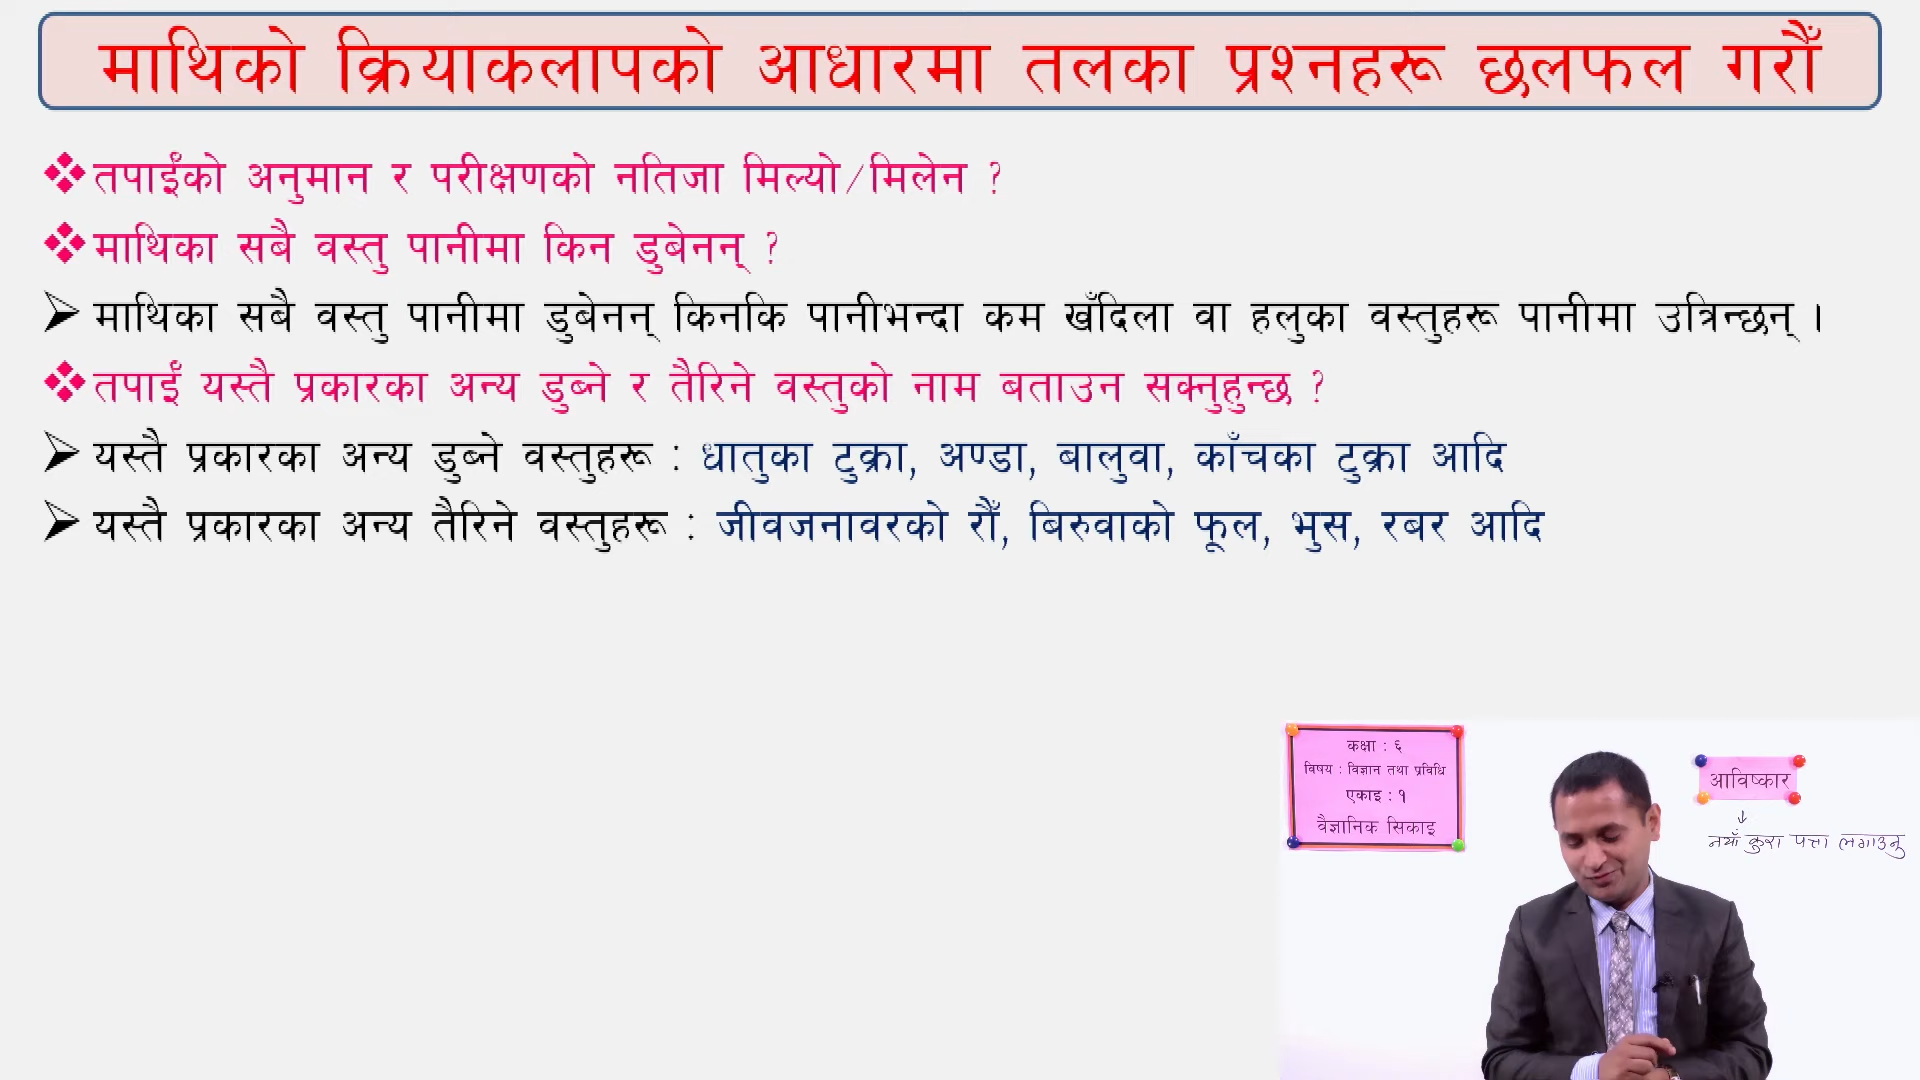 माथिको क्रियाकलापको आधारमा तलका प्रश्नहरू छलफल गरौँ
❖तपाईंको अनुमान र परीक्षणको नतिजा मिल्यो/मिलेन ?
❖माथिका सबै वस्तु पानीमा किन डुबेनन् ?
➢ माथिका सबै वस्तु पानीमा डुबेनन् किनकि पानीभन्दा कम खँदिला वा हलुका वस्तुहरू पानीमा उत्रिन्छन् ।
❖तपाईं यस्तै प्रकारका अन्य डुब्ने र तैरिने वस्तुको नाम बताउन सक्नुहुन्छ ?
➢ यस्तै प्रकारका अन्य डुब्ने वस्तुहरू : धातुका टुक्रा, अण्डा, बालुवा, काँचका टुक्रा आदि
➢ यस्तै प्रकारका अन्य तैरिने वस्तुहरू : जीवजनावरको रौँ, बिरुवाको फूल, भुस, रबर आदि
कक्षा : ६
विषय : विज्ञान तथा प्रविधि
एकाइ : १
वैज्ञानिक सिकाइ
आविष्कार
↓
नयाँ कुरा पत्ता लगाउनु